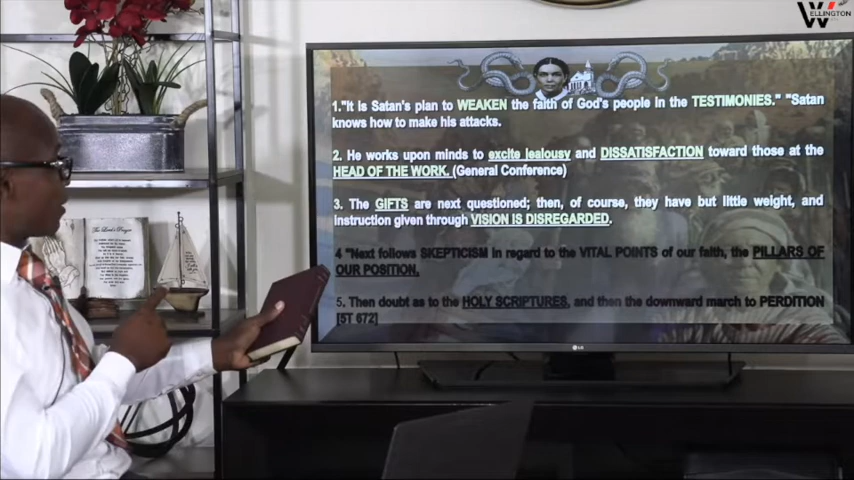 WELLINGTON
1."It is Satan's plan to WEAKEN the faith of God's people in the TESTIMONIES." "Satan
knows how to make his attacks.
2. He works upon minds to excite jealousy and DISSATISFACTION toward those at the
HEAD OF THE WORK. (General Conference)
3. The GIFTS are next questioned; then, of course, they have but little weight, and
instruction given through VISION IS DISREGARDED.
4 "Next follows SKEPTICISM in regard to the VITAL POINTS of our faith, the PILLARS OF
OUR POSITION.
5. Then doubt as to the HOLY SCRIPTURES, and then the downward march to PERDITION
[5T 672]
The Lord's Prayer
LG